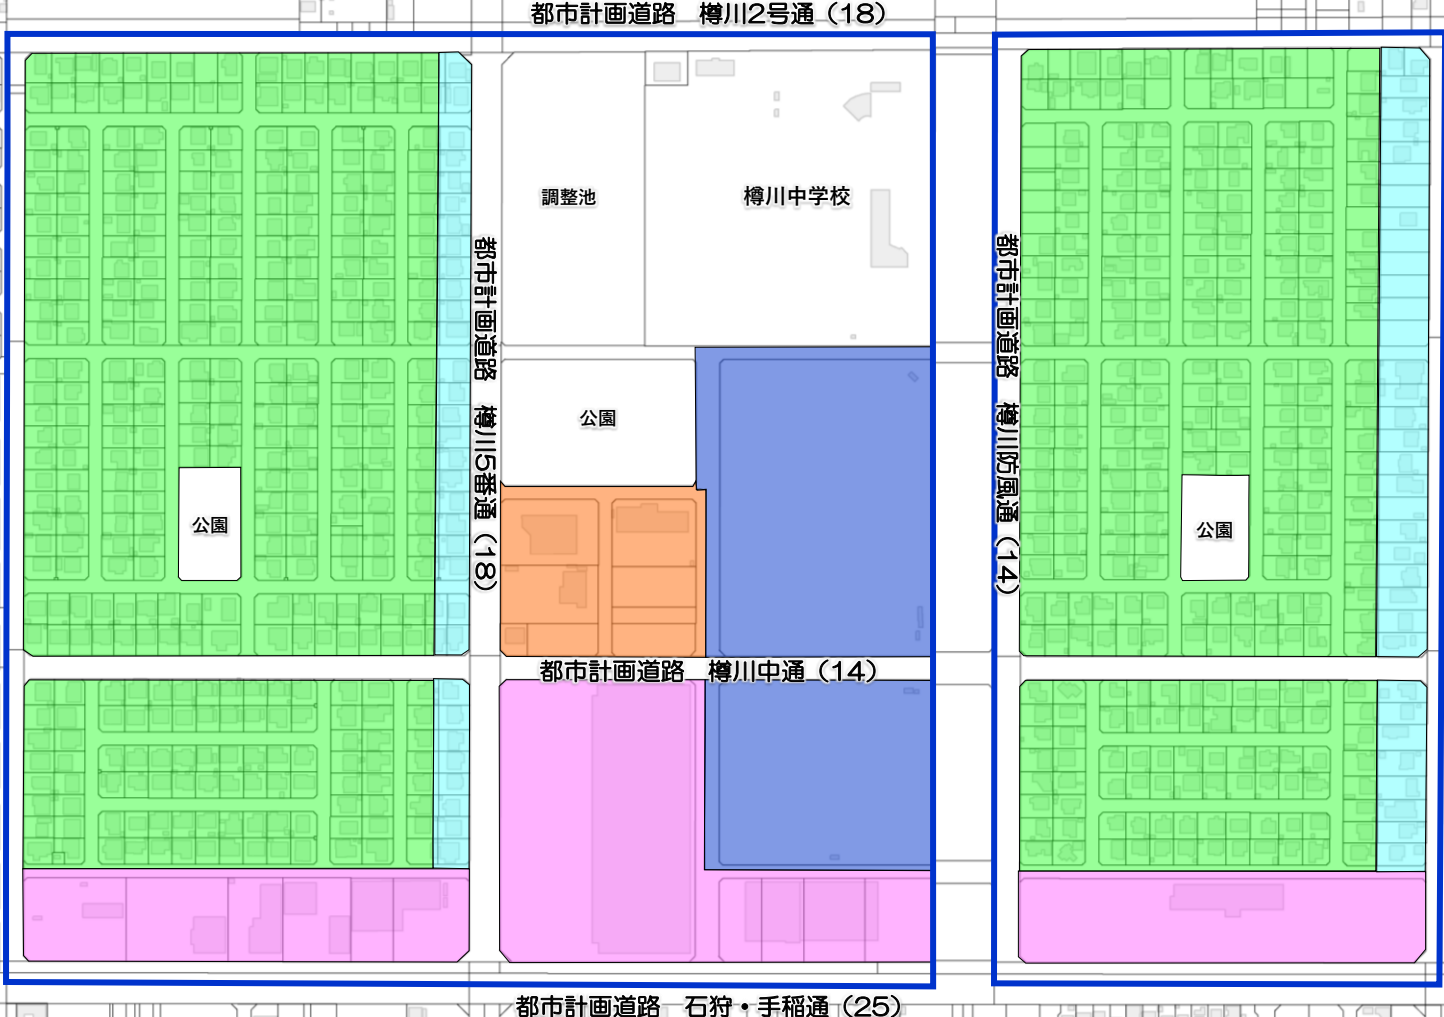 都市計画道路　樽川2号通（18）
調整池
樽川中学校
都市計画道路　樽川5番通（18）
都市計画道路　樽川防風通（14）
公園
公園
公園
都市計画道路　樽川中通（14）
都市計画道路　石狩・手稲通（25）